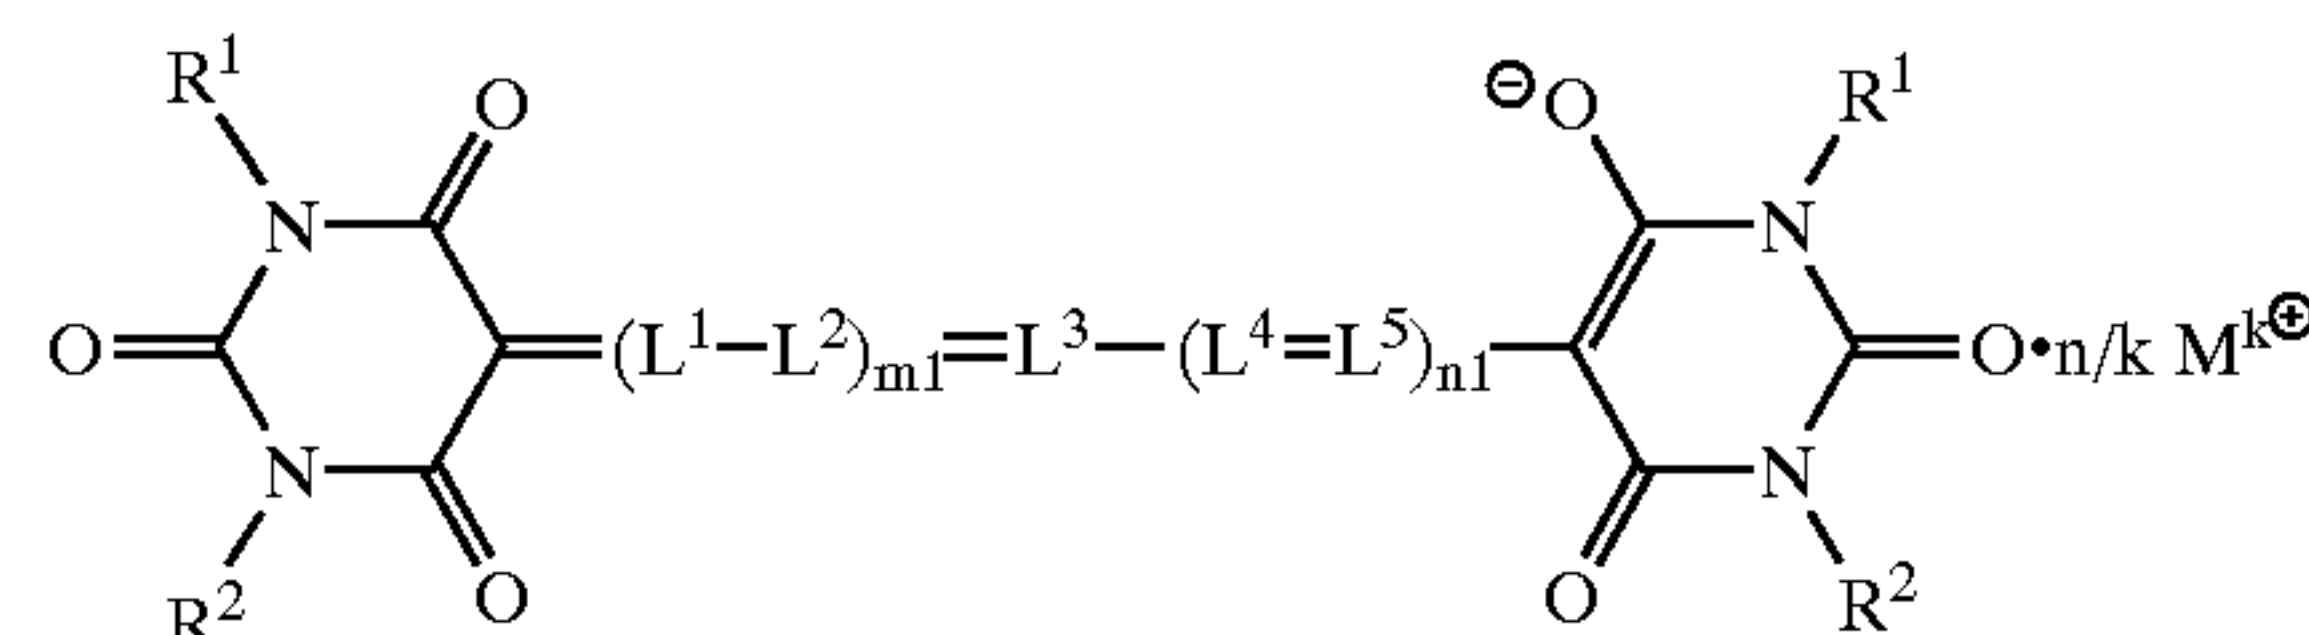 R¹ O ⊖O R¹
N N
O =(L¹—L²)m1=L³—(L⁴=L⁵)n1— O•n/k Mᵏ⊕
N N
R² O O R²